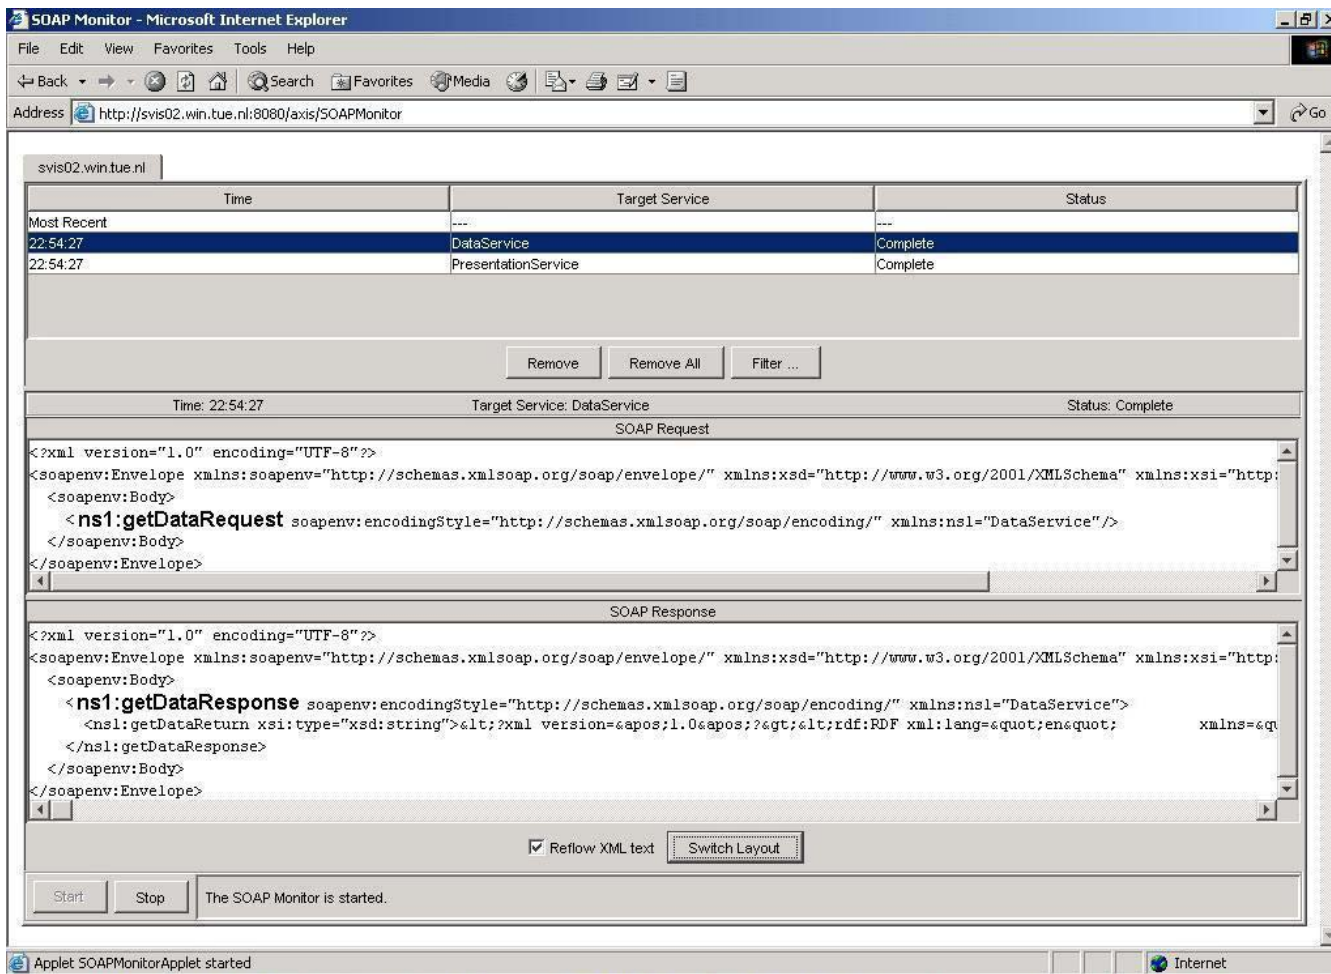 SOAP Monitor - Microsoft Internet Explorer
File Edit View Favorites Tools Help
Back Search Favorites Media
Address http://svis02.win.tue.nl:8080/axis/SOAPMonitor Go
svis02.win.tue.nl
Time Target Service Status
Most Recent --- ---
22:54:27 DataService Complete
22:54:27 PresentationService Complete
Remove Remove All Filter ...
Time: 22:54:27 Target Service: DataService Status: Complete
SOAP Request
<?xml version="1.0" encoding="UTF-8"?>
<soapenv:Envelope xmlns:soapenv="http://schemas.xmlsoap.org/soap/envelope/" xmlns:xsd="http://www.w3.org/2001/XMLSchema" xmlns:xsi="http:
<soapenv:Body>
<ns1:getDataRequest soapenv:encodingStyle="http://schemas.xmlsoap.org/soap/encoding/" xmlns:ns1="DataService"/>
</soapenv:Body>
</soapenv:Envelope>
SOAP Response
<?xml version="1.0" encoding="UTF-8"?>
<soapenv:Envelope xmlns:soapenv="http://schemas.xmlsoap.org/soap/envelope/" xmlns:xsd="http://www.w3.org/2001/XMLSchema" xmlns:xsi="http:
<soapenv:Body>
<ns1:getDataResponse soapenv:encodingStyle="http://schemas.xmlsoap.org/soap/encoding/" xmlns:ns1="DataService">
<ns1:getDataReturn xsi:type="xsd:string">&lt;?xml version=&apos;1.0&apos;?&gt;&lt;rdf:RDF xml:lang=&quot;en&quot; xmlns=&qu
</ns1:getDataResponse>
</soapenv:Body>
</soapenv:Envelope>
Reflow XML text Switch Layout
Start Stop The SOAP Monitor is started.
Applet SOAPMonitorApplet started Internet